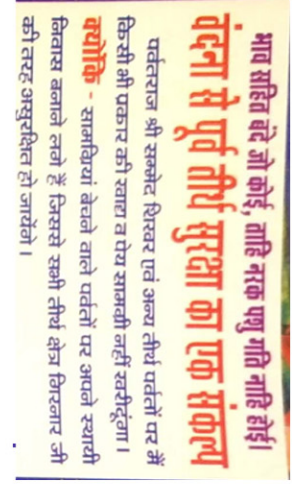 भाव सहित वंदे जो कोई, ताहि नरक पशु गति नाहिं होई।
वंदना से पूर्व तीर्थ सुरक्षा का एक संकल्प
पर्वतराज श्री सम्मेद शिखर एवं अन्य तीर्थ पर्वतों पर मैं
किसी भी प्रकार की खाद्य व पेय सामग्री नहीं खरीदूंगा।
क्योंकि - सामग्रियां बेचने वाले पर्वतों पर अपने स्थायी
निवास बनाने लगे हैं जिससे सभी तीर्थ क्षेत्र गिरनार जी
की तरह असुरक्षित हो जायेंगे।